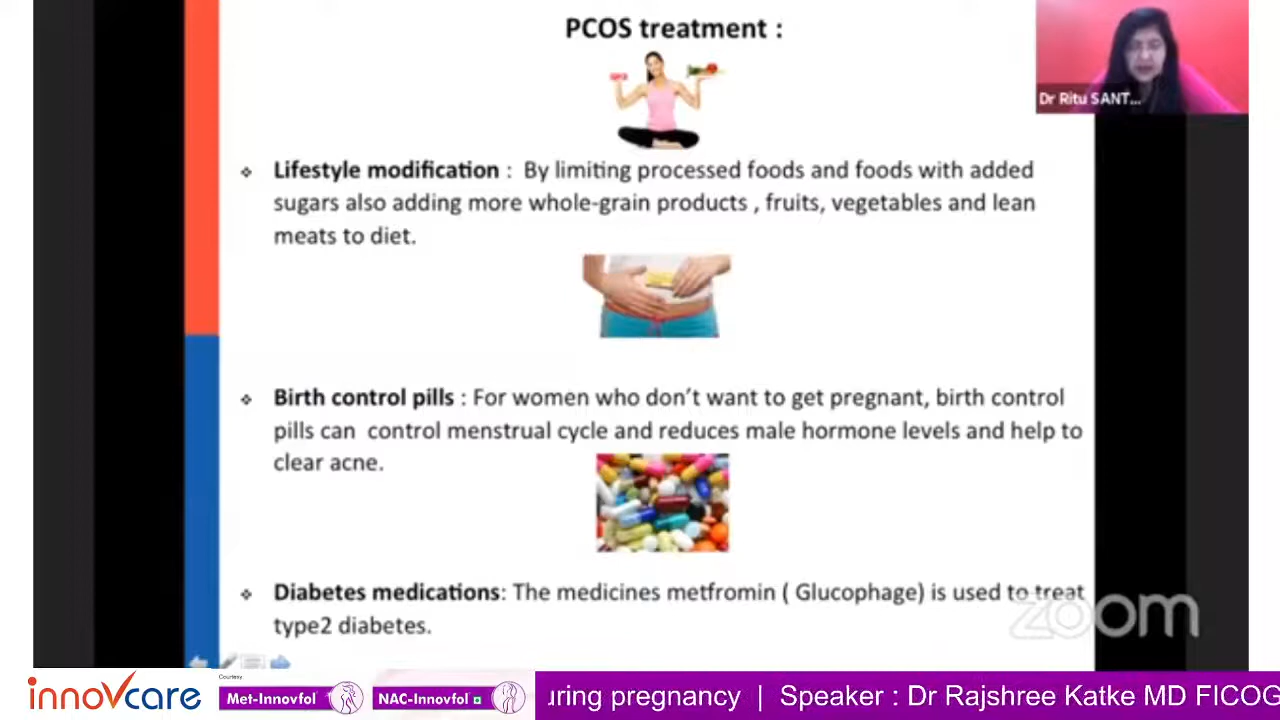 PCOS treatment :
Dr Ritu SANT...
❖ Lifestyle modification : By limiting processed foods and foods with added
sugars also adding more whole-grain products , fruits, vegetables and lean
meats to diet.
❖ Birth control pills : For women who don't want to get pregnant, birth control
pills can control menstrual cycle and reduces male hormone levels and help to
clear acne.
❖ Diabetes medications: The medicines metfromin ( Glucophage) is used to treat
type2 diabetes.
zoom
innovcare
Courtesy
Met-Innovfol
NAC-Innovfol
uring pregnancy | Speaker : Dr Rajshree Katke MD FICOG